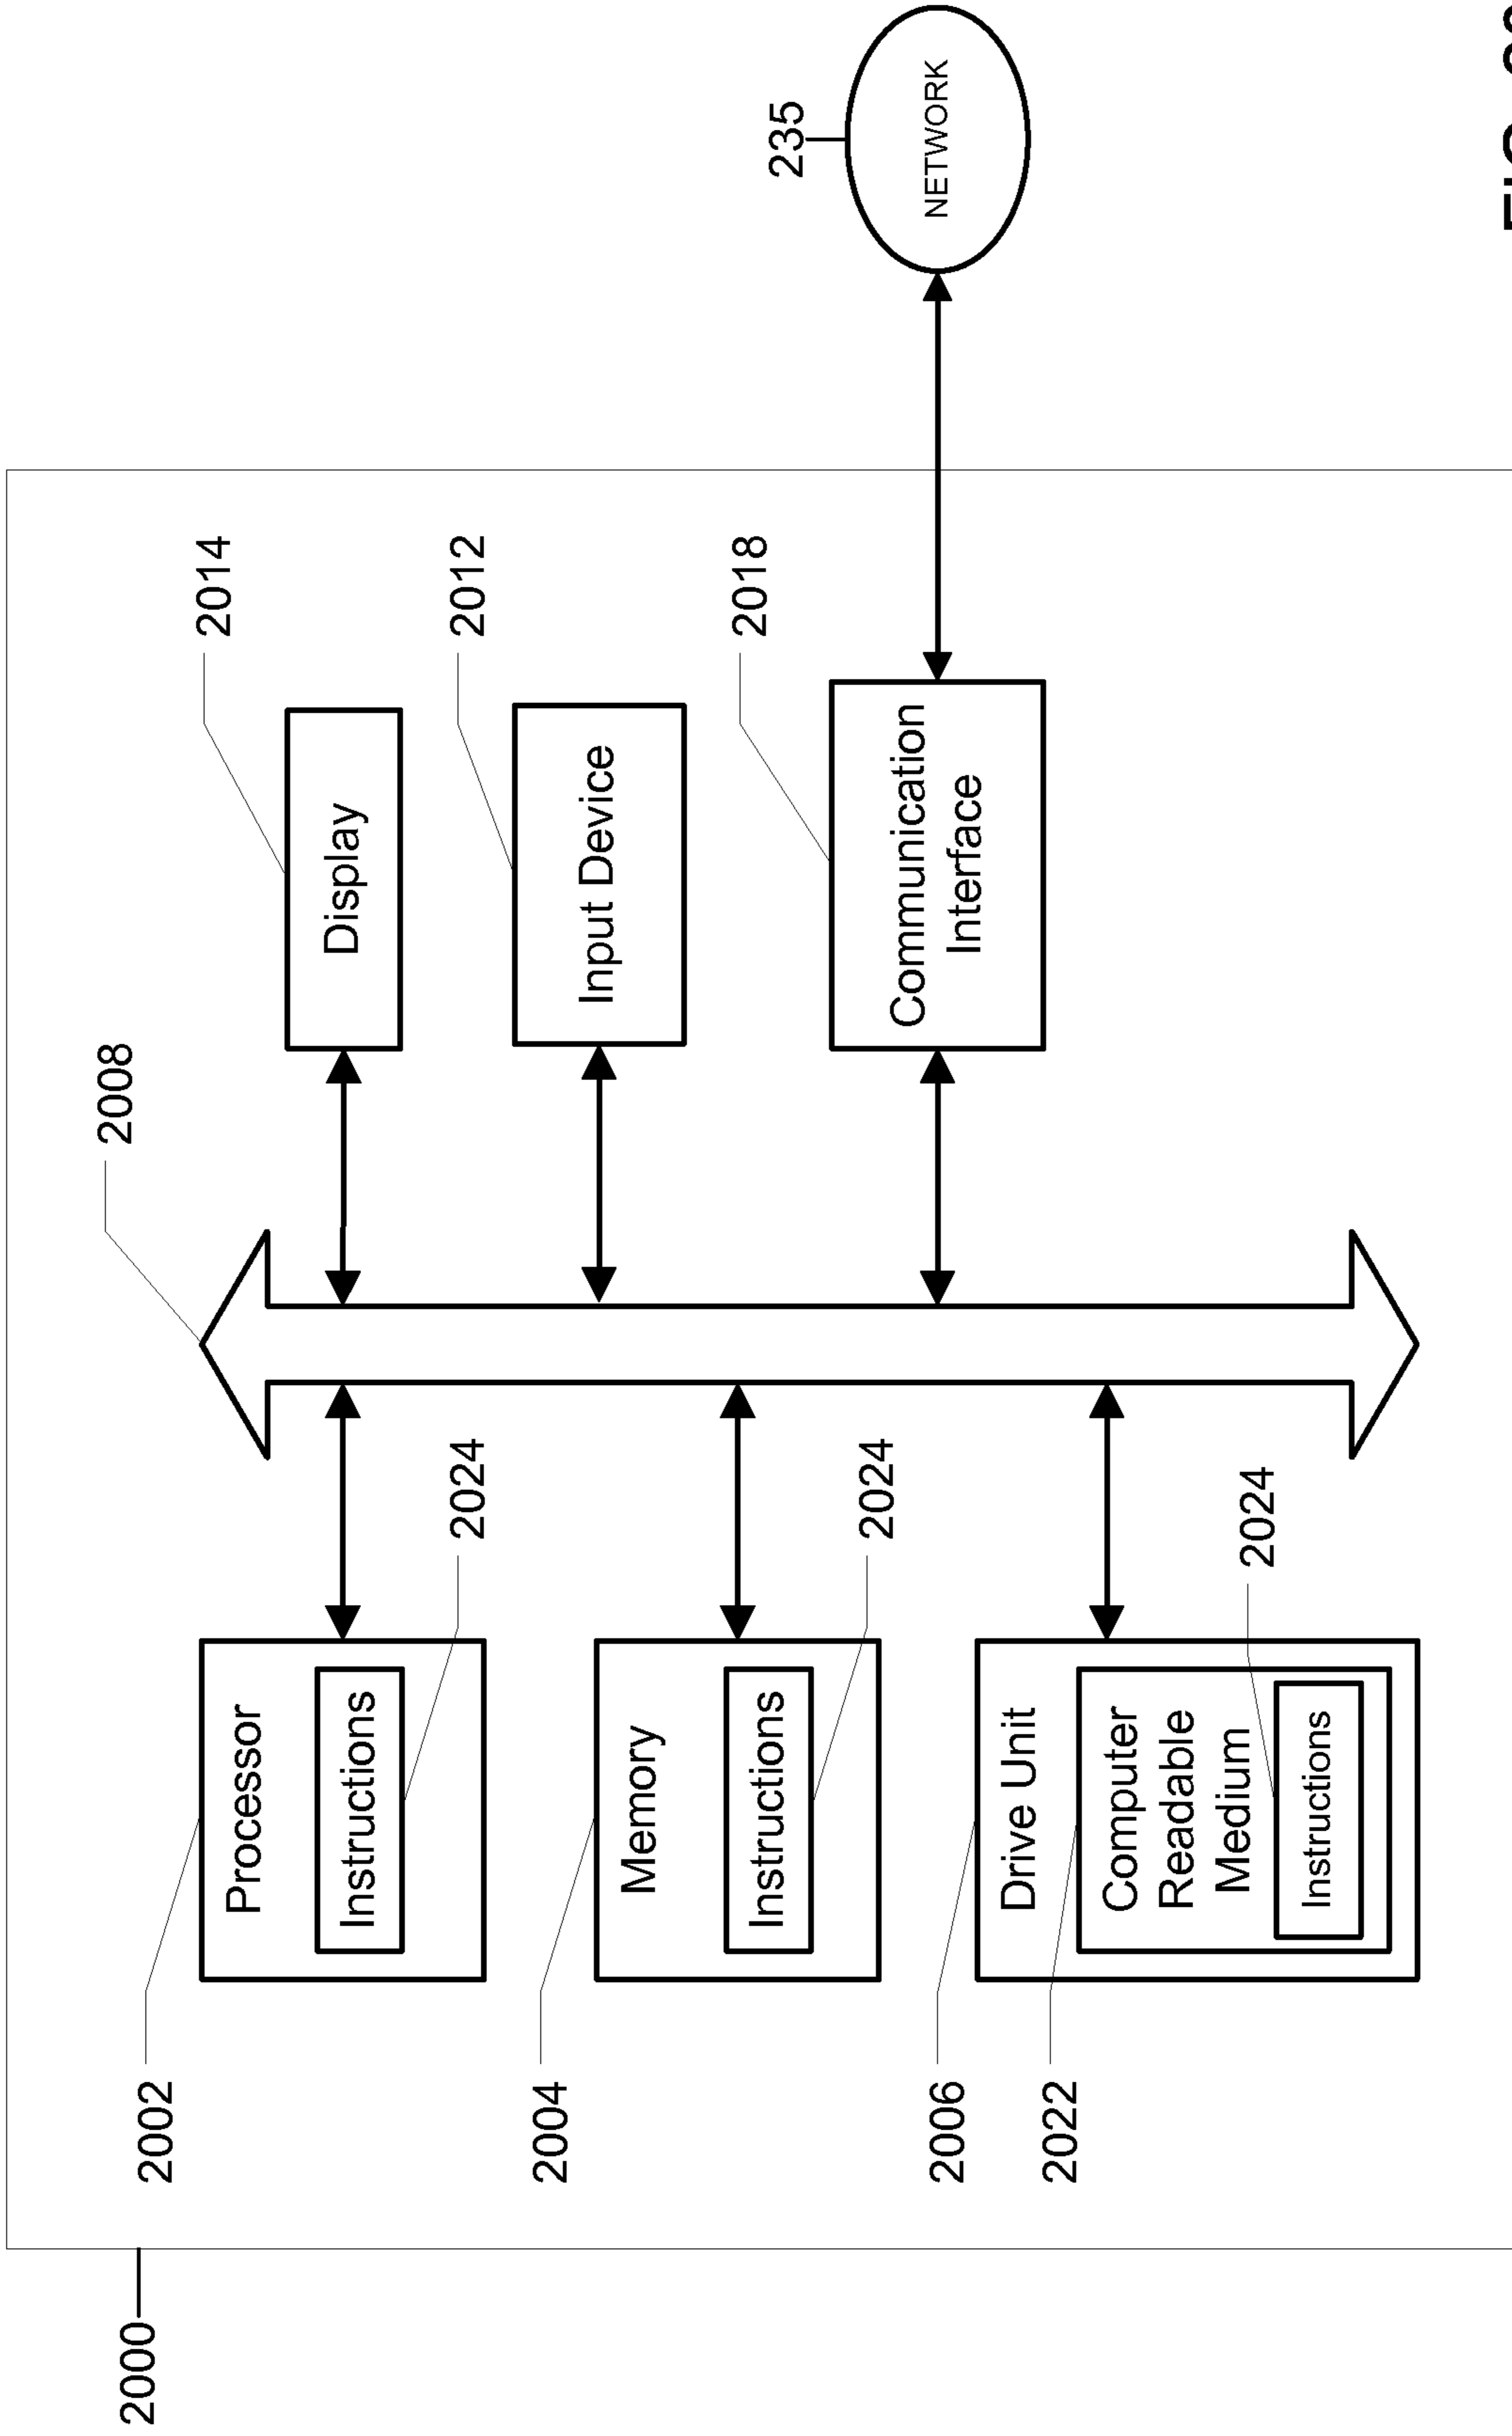 2008
2000
2002
2014
Processor
Display
Instructions
2024
2012
2004
Input Device
Memory
2018
Instructions
235
2024
Communication
Interface
NETWORK
2006
Drive Unit
2022
Computer
Readable
Medium
2024
Instructions